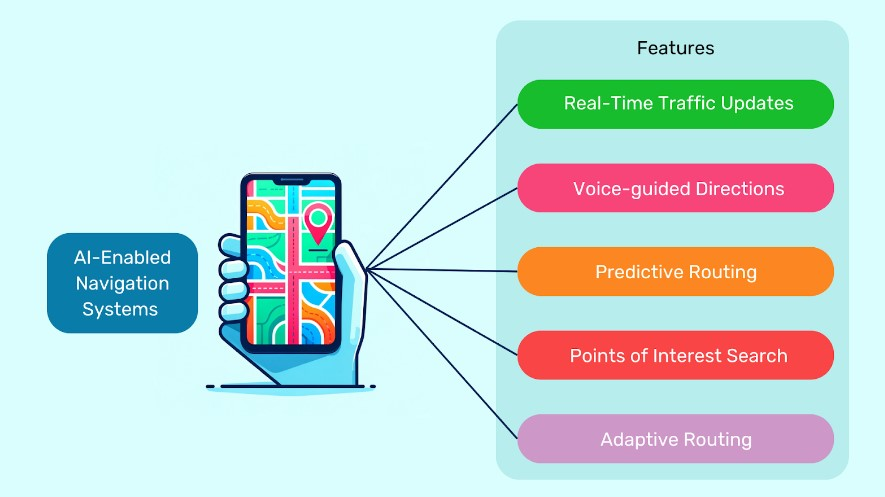 AI-Enabled
Navigation
Systems
Features
Real-Time Traffic Updates
Voice-guided Directions
Predictive Routing
Points of Interest Search
Adaptive Routing